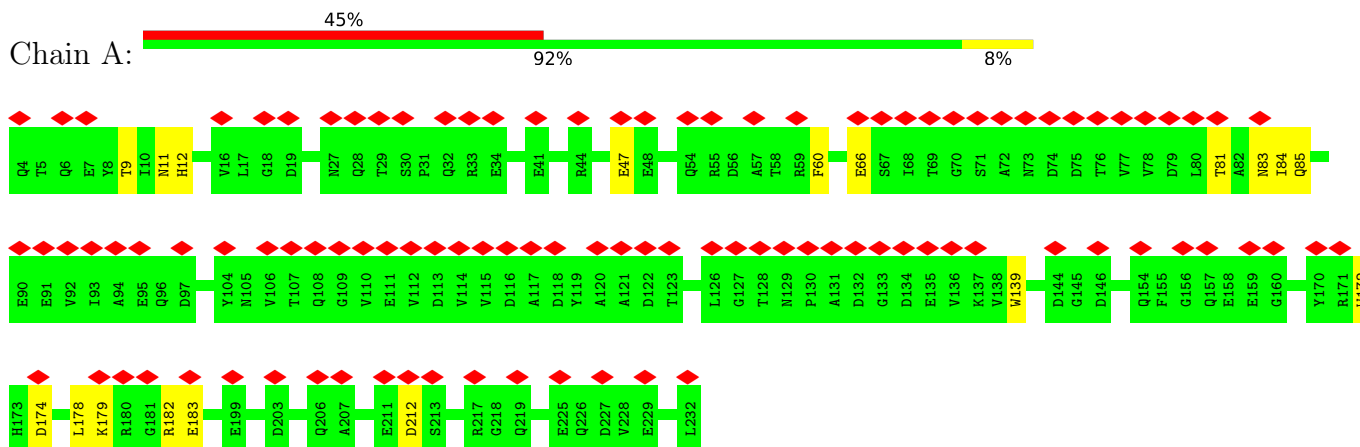 45%
Chain A:
92% 8%
Q4 T5 Q6 E7 Y8 T9 I10 N11 H12 V16 L17 G18 D19 N27 Q28 T29 S30 P31 Q32 R33 E34 E41 R44 E47 E48 Q54 R55 D56 A57 T58 R59 F60 E66 S67 I68 T69 G70 S71 A72 N73 D74 D75 T76 V77 V78 D79 L80 T81 A82 N83 I84 Q85
E90 E91 V92 I93 A94 E95 Q96 D97 Y104 N105 V106 T107 Q108 G109 V110 E111 V112 D113 V114 V115 D116 A117 D118 Y119 A120 A121 D122 T123 L126 G127 T128 N129 P130 A131 D132 G133 D134 E135 V136 K137 V138 W139 D144 G145 D146 Q154 F155 G156 Q157 E158 E159 G160 Y170 R171
H173 D174 L178 K179 R180 G181 R182 E183 E199 D203 Q206 A207 E211 D212 S213 R217 G218 Q219 E225 Q226 D227 V228 E229 L232